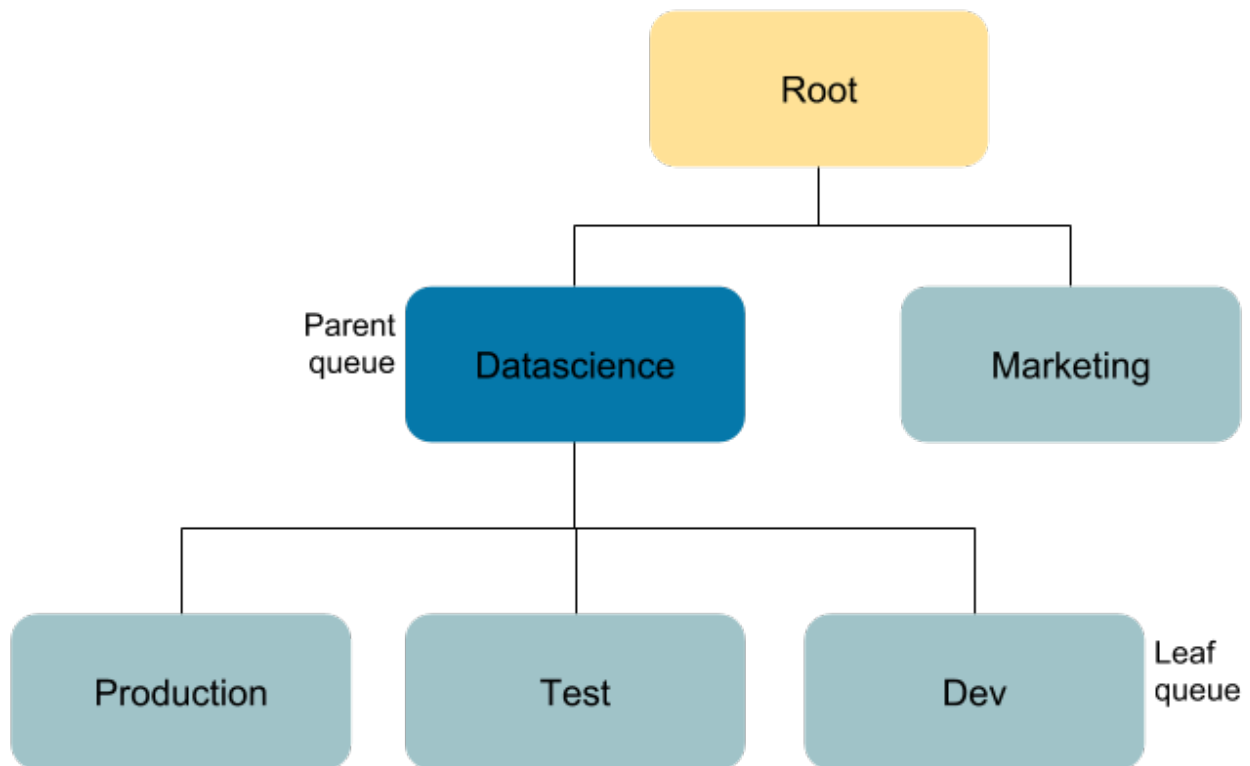 Root
Parent
queue
Datascience
Marketing
Production
Test
Dev
Leaf
queue